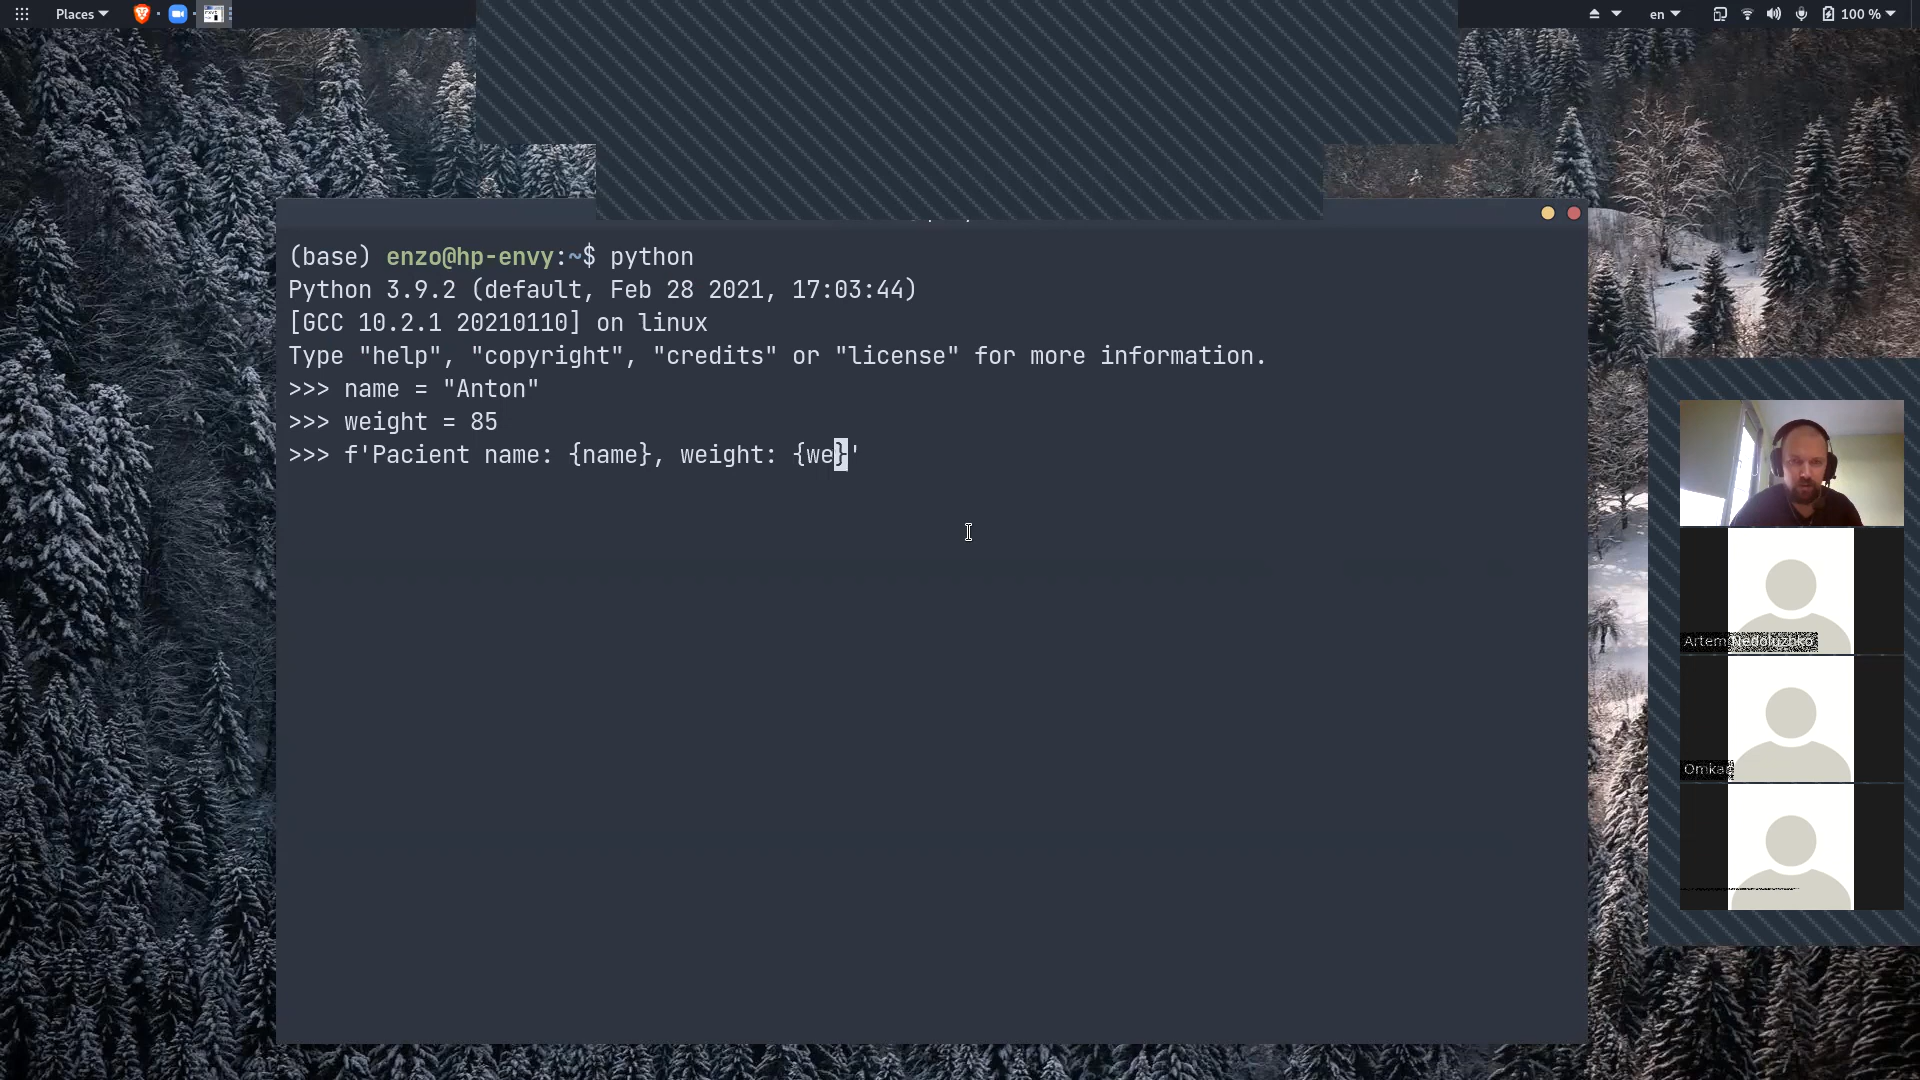 Places
en
100 %
(base) enzo@hp-envy:~$ python
Python 3.9.2 (default, Feb 28 2021, 17:03:44)
[GCC 10.2.1 20210110] on linux
Type "help", "copyright", "credits" or "license" for more information.
>>> name = "Anton"
>>> weight = 85
>>> f'Pacient name: {name}, weight: {we}'
Artem Nedoluzhko